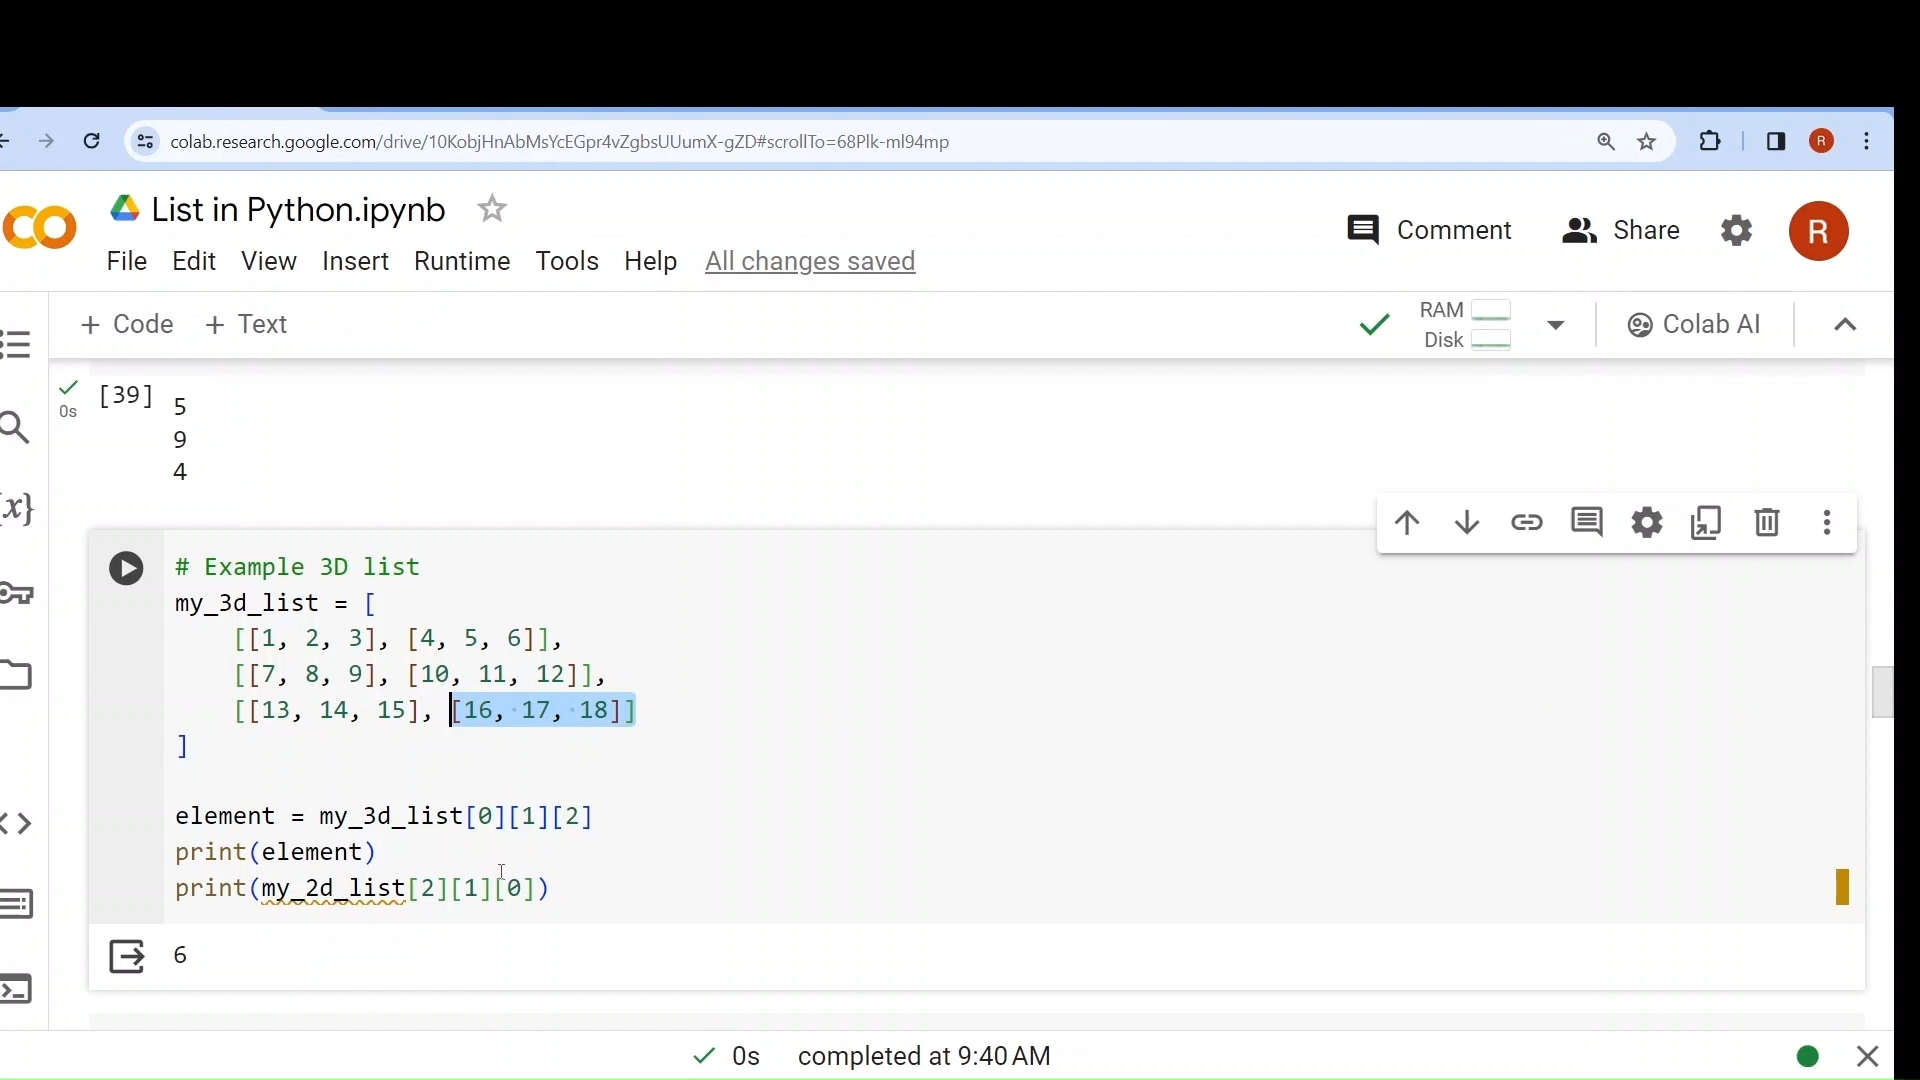 colab.research.google.com/drive/10KobjHnAbMsYcEGpr4vZgbsUUumX-gZD#scrollTo=68Plk-ml94mp
R
List in Python.ipynb
Comment
Share
R
File Edit View Insert Runtime Tools Help All changes saved
+ Code + Text
RAM
Disk
Colab AI
0s
[39]
5
9
4
{x}
# Example 3D list
my_3d_list = [
    [[1, 2, 3], [4, 5, 6]],
    [[7, 8, 9], [10, 11, 12]],
    [[13, 14, 15], [16, 17, 18]]
]
element = my_3d_list[0][1][2]
print(element)
print(my_2d_list[2][1][0])
6
0s completed at 9:40 AM